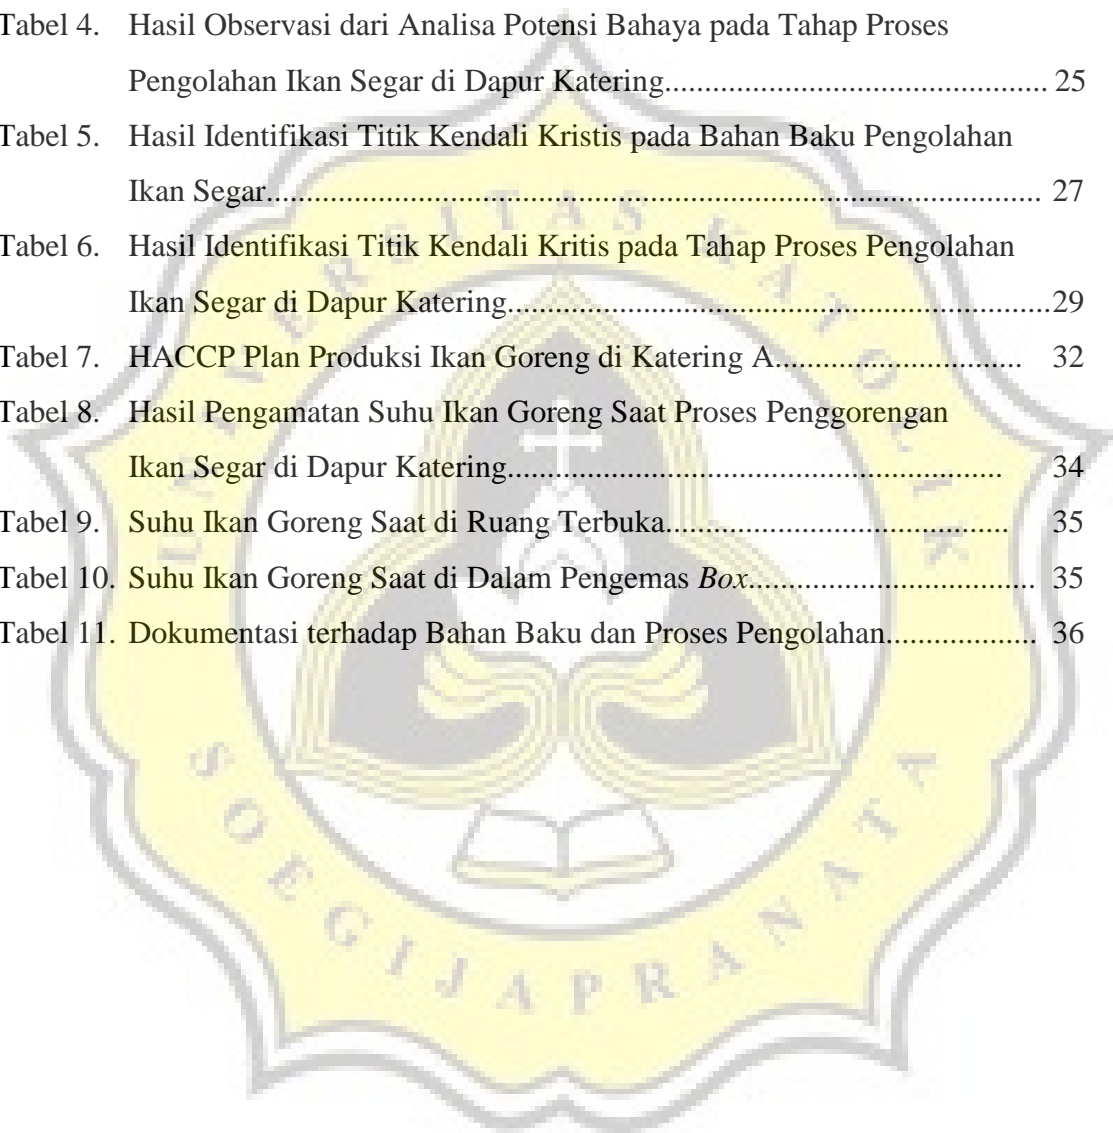 Tabel 4. Hasil Observasi dari Analisa Potensi Bahaya pada Tahap Proses
Pengolahan Ikan Segar di Dapur Katering................................................ 25
Tabel 5. Hasil Identifikasi Titik Kendali Kristis pada Bahan Baku Pengolahan
Ikan Segar................................................................................................. 27
Tabel 6. Hasil Identifikasi Titik Kendali Kritis pada Tahap Proses Pengolahan
Ikan Segar di Dapur Katering....................................................................29
Tabel 7. HACCP Plan Produksi Ikan Goreng di Katering A............................... 32
Tabel 8. Hasil Pengamatan Suhu Ikan Goreng Saat Proses Penggorengan
Ikan Segar di Dapur Katering.............................................................. 34
Tabel 9. Suhu Ikan Goreng Saat di Ruang Terbuka........................................... 35
Tabel 10. Suhu Ikan Goreng Saat di Dalam Pengemas Box.................................... 35
Tabel 11. Dokumentasi terhadap Bahan Baku dan Proses Pengolahan................... 36
UNIVERSITAS KATOLIK
SOEGIJAPRANATA